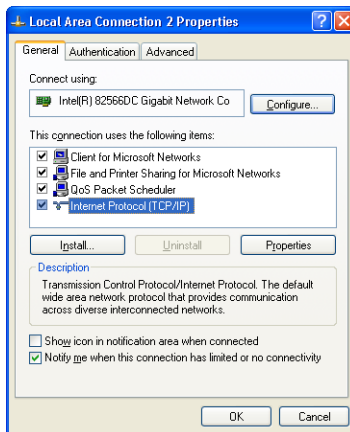 Local Area Connection 2 Properties
General Authentication Advanced
Connect using:
Intel(R) 82566DC Gigabit Network Co
Configure...
This connection uses the following items:
Client for Microsoft Networks
File and Printer Sharing for Microsoft Networks
QoS Packet Scheduler
Internet Protocol (TCP/IP)
Install... Uninstall Properties
Description
Transmission Control Protocol/Internet Protocol. The default
wide area network protocol that provides communication
across diverse interconnected networks.
Show icon in notification area when connected
Notify me when this connection has limited or no connectivity
OK Cancel